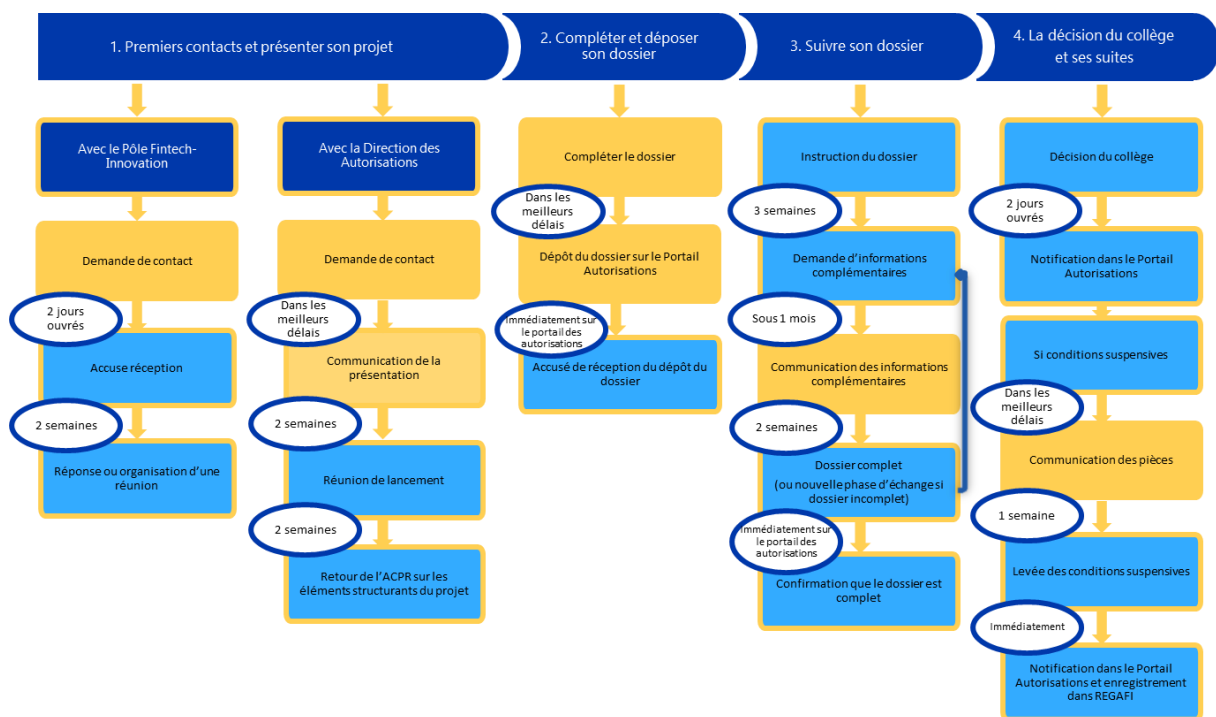 1. Premiers contacts et présenter son projet
2. Compléter et déposer
son dossier
3. Suivre son dossier
4. La décision du collège
et ses suites
Avec le Pôle Fintech-
Innovation
Demande de contact
2 jours
ouvrés
Accuse réception
2 semaines
Réponse ou organisation d'une
réunion
Avec la Direction des
Autorisations
Demande de contact
Dans les
meilleurs
délais
Communication de la
présentation
2 semaines
Réunion de lancement
2 semaines
Retour de l'ACPR sur les
éléments structurants du projet
Compléter le dossier
Dans les
meilleurs
délais
Dépôt du dossier sur le Portail
Autorisations
Immédiatement sur
le portail des
autorisations
Accusé de réception du dépôt du
dossier
Instruction du dossier
3 semaines
Demande d'informations
complémentaires
Sous 1 mois
Communication des informations
complémentaires
2 semaines
Dossier complet
(ou nouvelle phase d'échange si
dossier incomplet)
Immédiatement sur
le portail des
autorisations
Confirmation que le dossier est
complet
Décision du collège
2 jours
ouvrés
Notification dans le Portail
Autorisations
Si conditions suspensives
Dans les
meilleurs
délais
Communication des pièces
1 semaine
Levée des conditions suspensives
Immédiatement
Notification dans le Portail
Autorisations et enregistrement
dans REGAFI